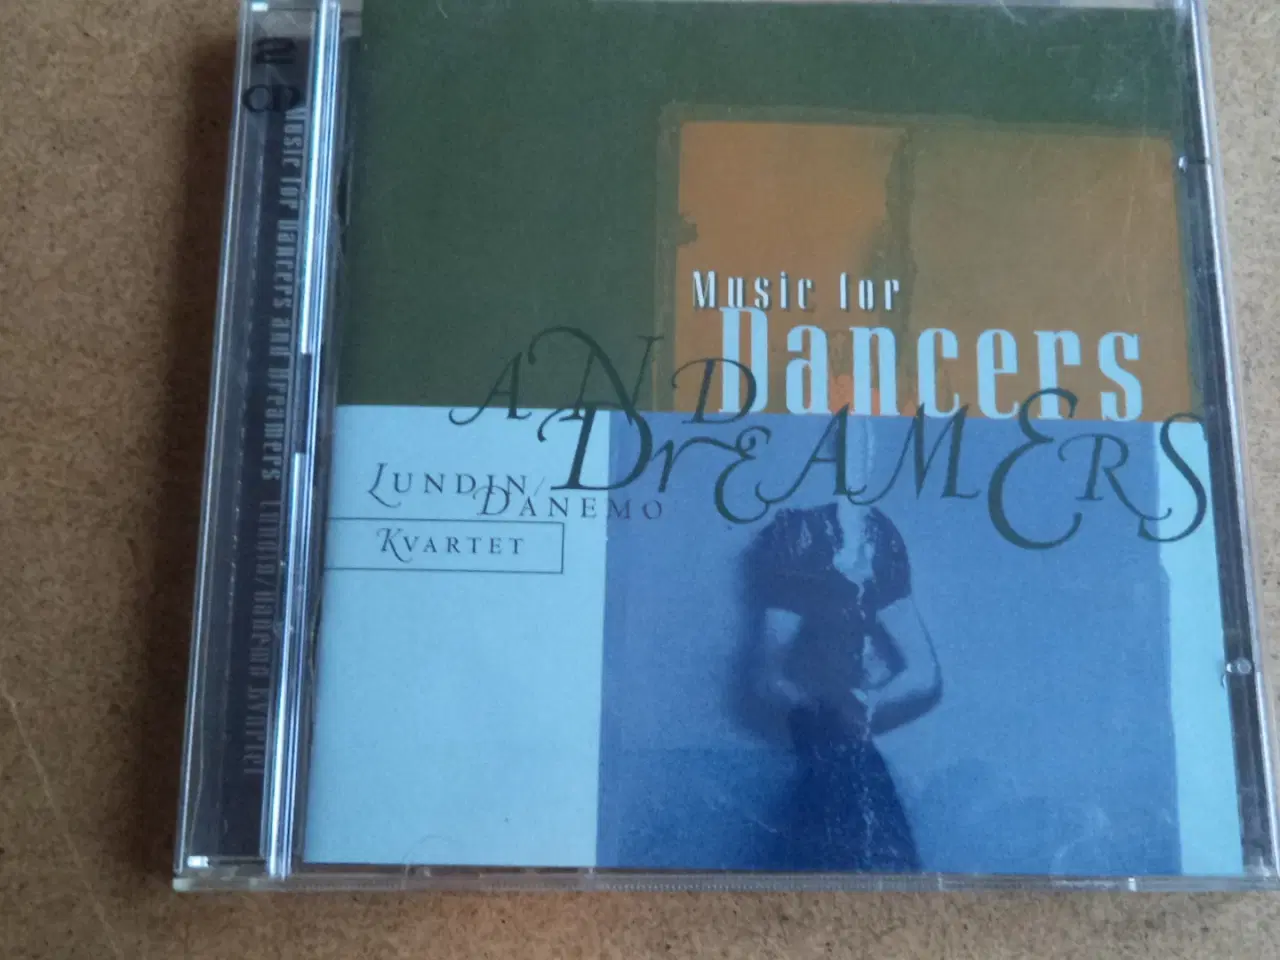 2
CD
Music for Dancers and Dreamers Lundin/Danemo Kvartet
Music for
Dancers
AND
DREAMERS
LUNDIN/
DANEMO
KVARTET